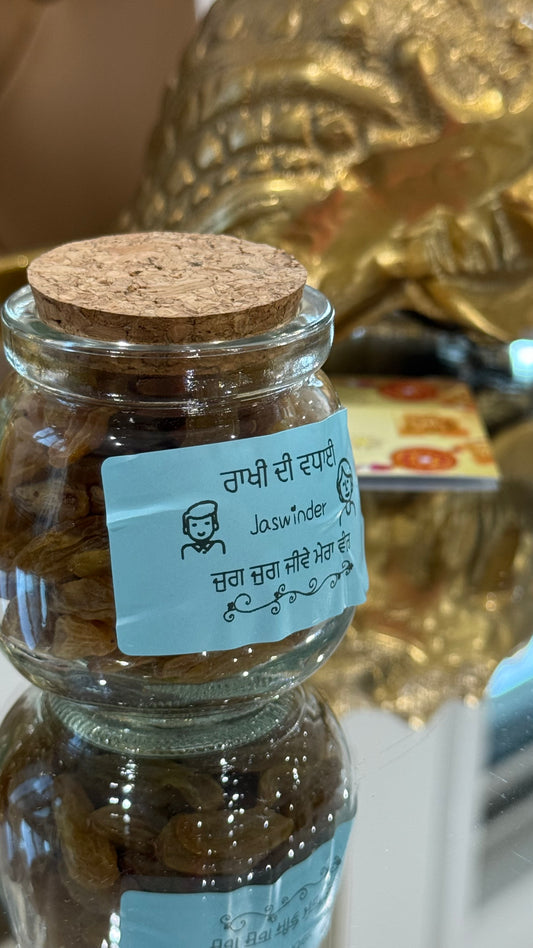 ਰਾਖੀ ਦੀ ਵਧਾਈ
Jaswinder
ਜੁਗ ਜੁਗ ਜੀਵੇ ਮੇਰਾ ਵੀਰ